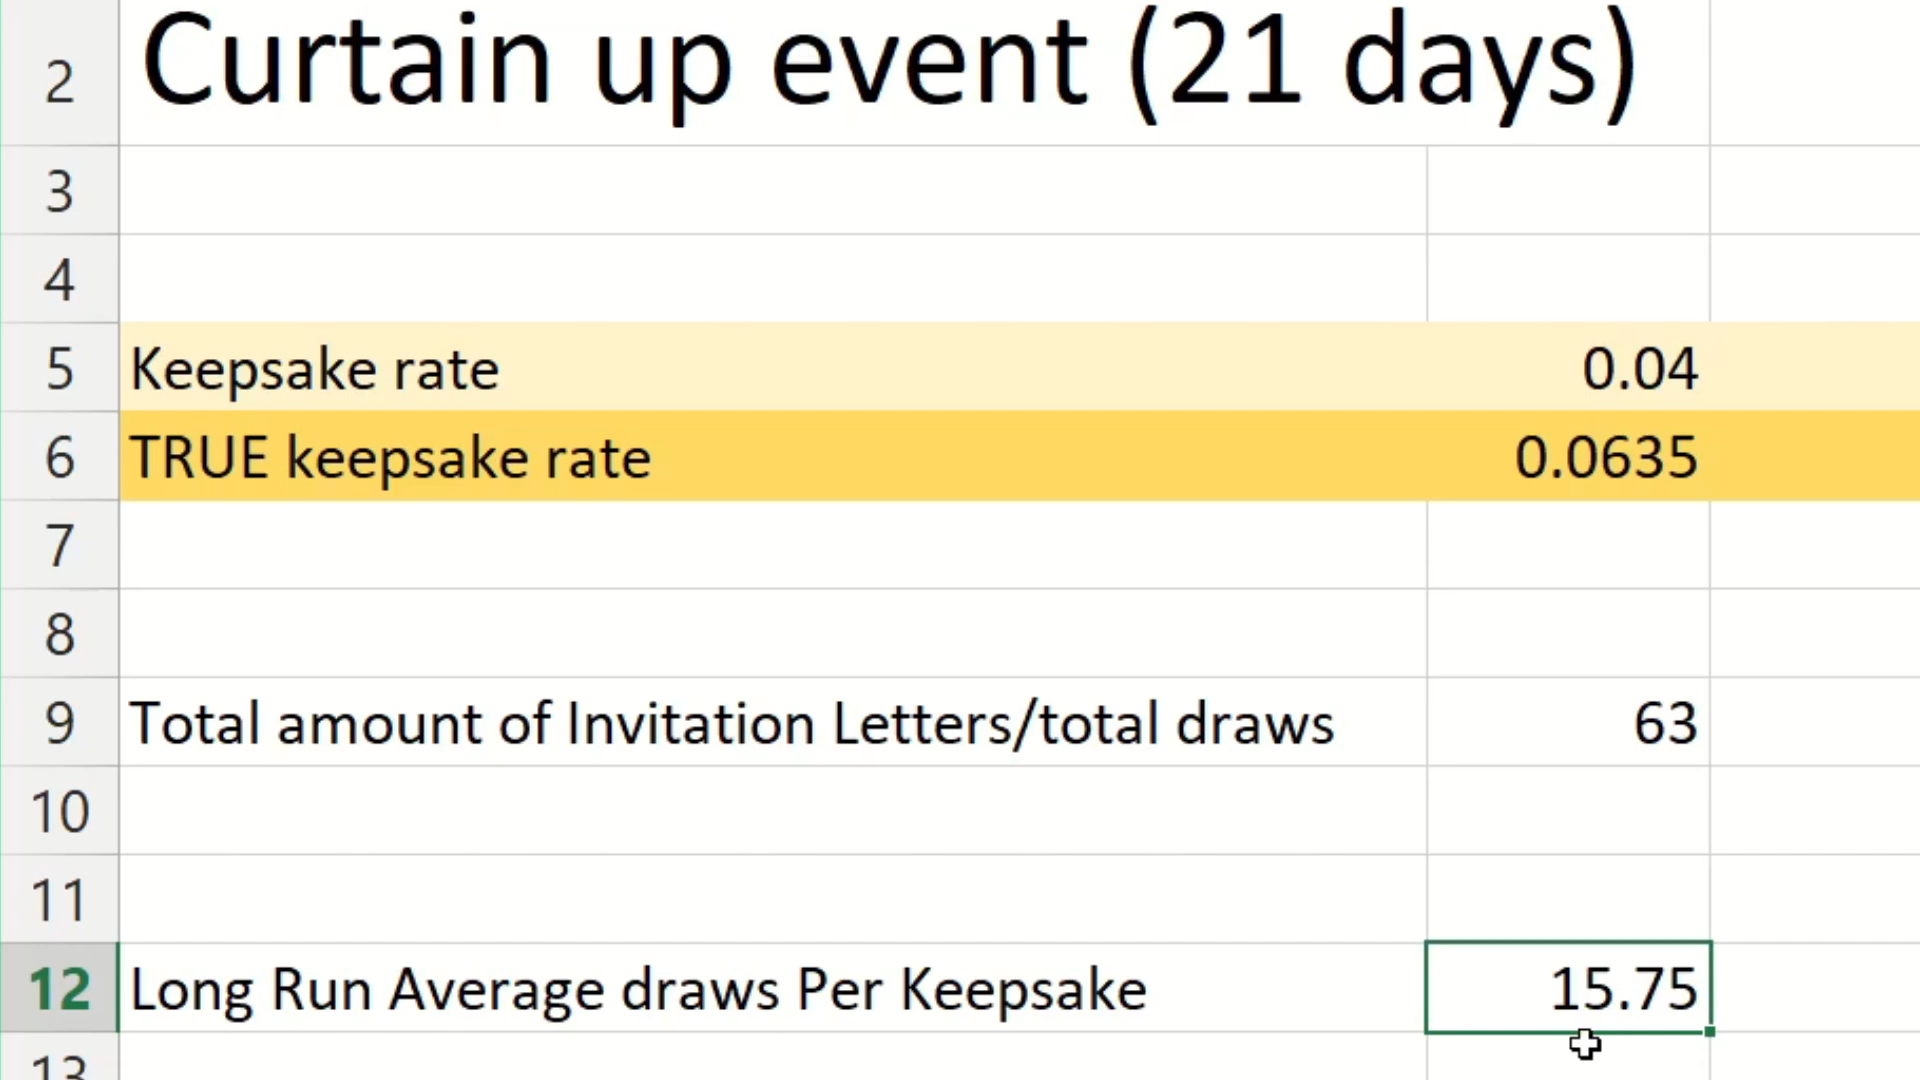 2 Curtain up event (21 days)
3
4
5 Keepsake rate 0.04
6 TRUE keepsake rate 0.0635
7
8
9 Total amount of Invitation Letters/total draws 63
10
11
12 Long Run Average draws Per Keepsake 15.75
13